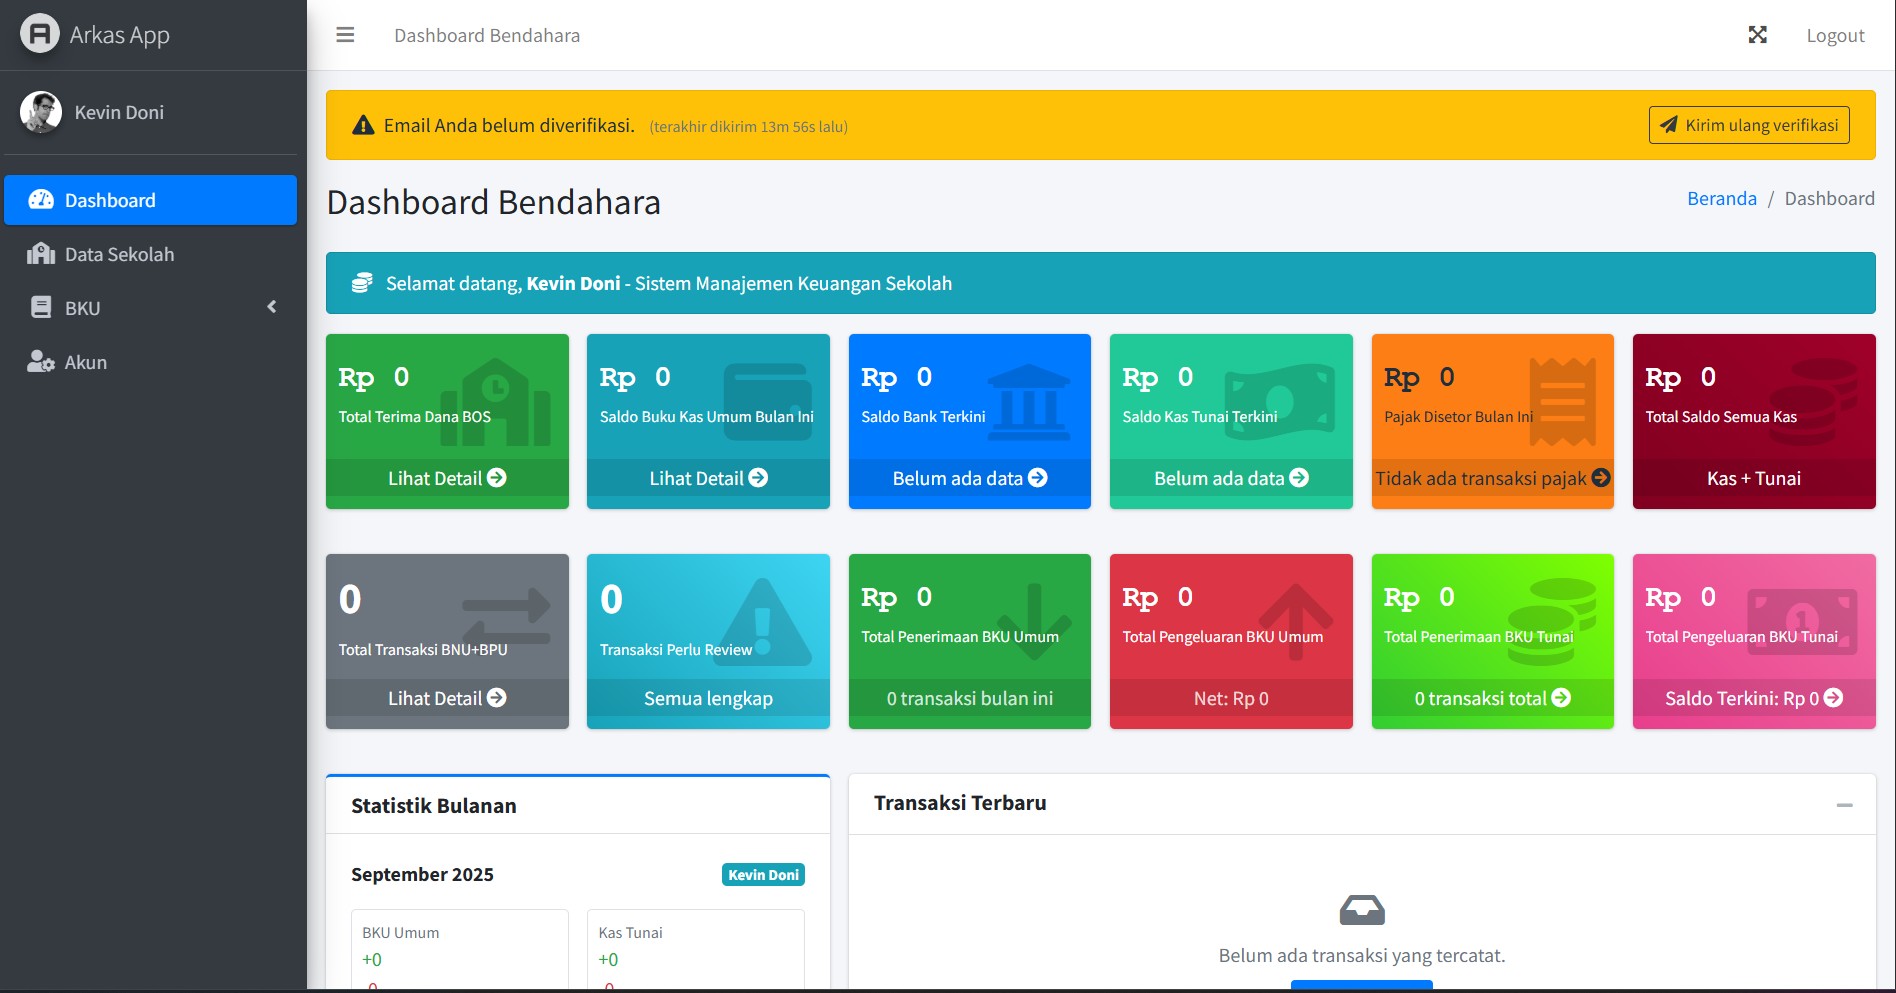 Arkas App
Dashboard Bendahara
Logout
Kevin Doni
Dashboard
Data Sekolah
BKU
Akun
Email Anda belum diverifikasi. (terakhir dikirim 13m 56s lalu)
Kirim ulang verifikasi
Dashboard Bendahara
Beranda / Dashboard
Selamat datang, Kevin Doni - Sistem Manajemen Keuangan Sekolah
Rp 0
Total Terima Dana BOS
Lihat Detail
Rp 0
Saldo Buku Kas Umum Bulan Ini
Lihat Detail
Rp 0
Saldo Bank Terkini
Belum ada data
Rp 0
Saldo Kas Tunai Terkini
Belum ada data
Rp 0
Pajak Disetor Bulan Ini
Tidak ada transaksi pajak
Rp 0
Total Saldo Semua Kas
Kas + Tunai
0
Total Transaksi BNU+BPU
Lihat Detail
0
Transaksi Perlu Review
Semua lengkap
Rp 0
Total Penerimaan BKU Umum
0 transaksi bulan ini
Rp 0
Total Pengeluaran BKU Umum
Net: Rp 0
Rp 0
Total Penerimaan BKU Tunai
0 transaksi total
Rp 0
Total Pengeluaran BKU Tunai
Saldo Terkini: Rp 0
Statistik Bulanan
September 2025
Kevin Doni
BKU Umum
+0
Kas Tunai
+0
Transaksi Terbaru
Belum ada transaksi yang tercatat.